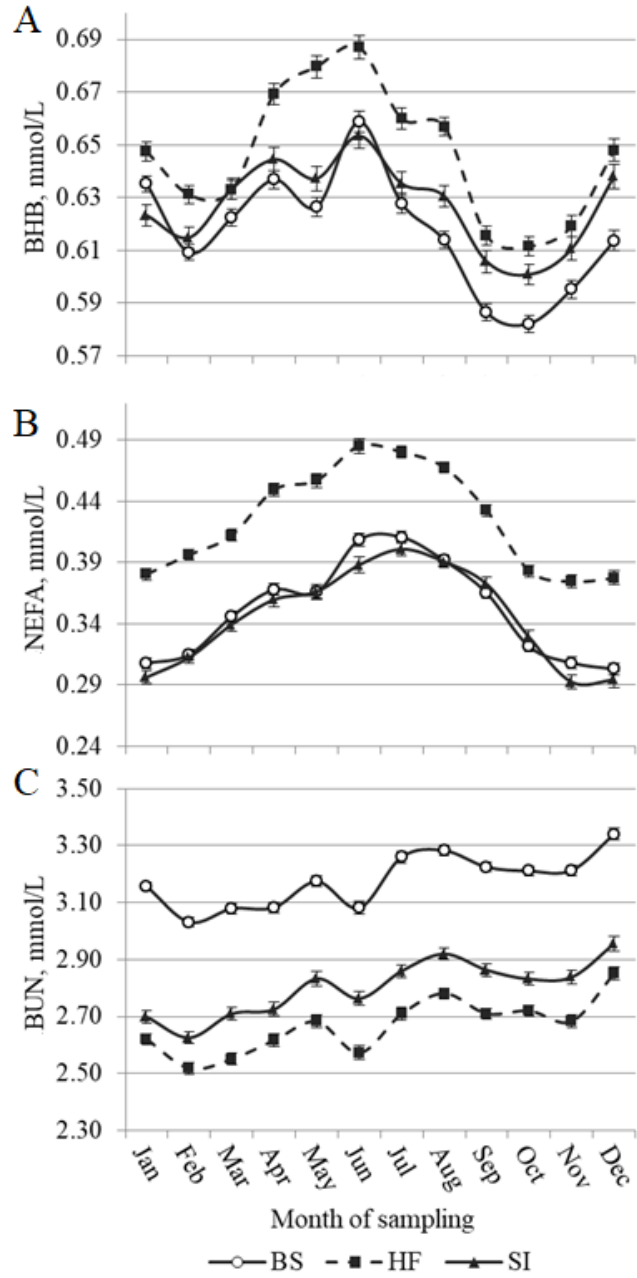 A
0.69
0.67
0.65
0.63
0.61
0.59
0.57
BHB, mmol/L
B
0.49
0.44
0.39
0.34
0.29
0.24
NEFA, mmol/L
C
3.50
3.30
3.10
2.90
2.70
2.50
2.30
BUN, mmol/L
Jan Feb Mar Apr May Jun Jul Aug Sep Oct Nov Dec
Month of sampling
BS HF SI